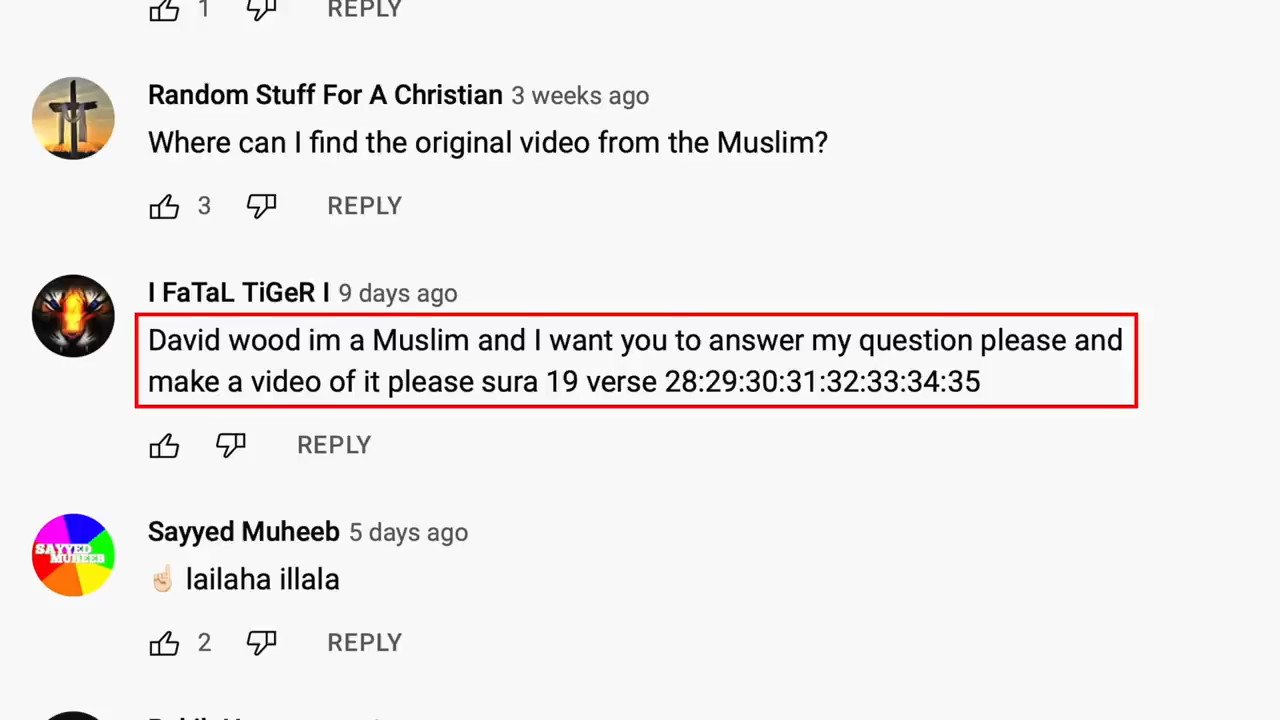 1 REPLY
Random Stuff For A Christian 3 weeks ago
Where can I find the original video from the Muslim?
3 REPLY
I FaTaL TiGeR I 9 days ago
David wood im a Muslim and I want you to answer my question please and
make a video of it please sura 19 verse 28:29:30:31:32:33:34:35
REPLY
SAYYED
MUHEEB
Sayyed Muheeb 5 days ago
☝🏻 lailaha illala
2 REPLY